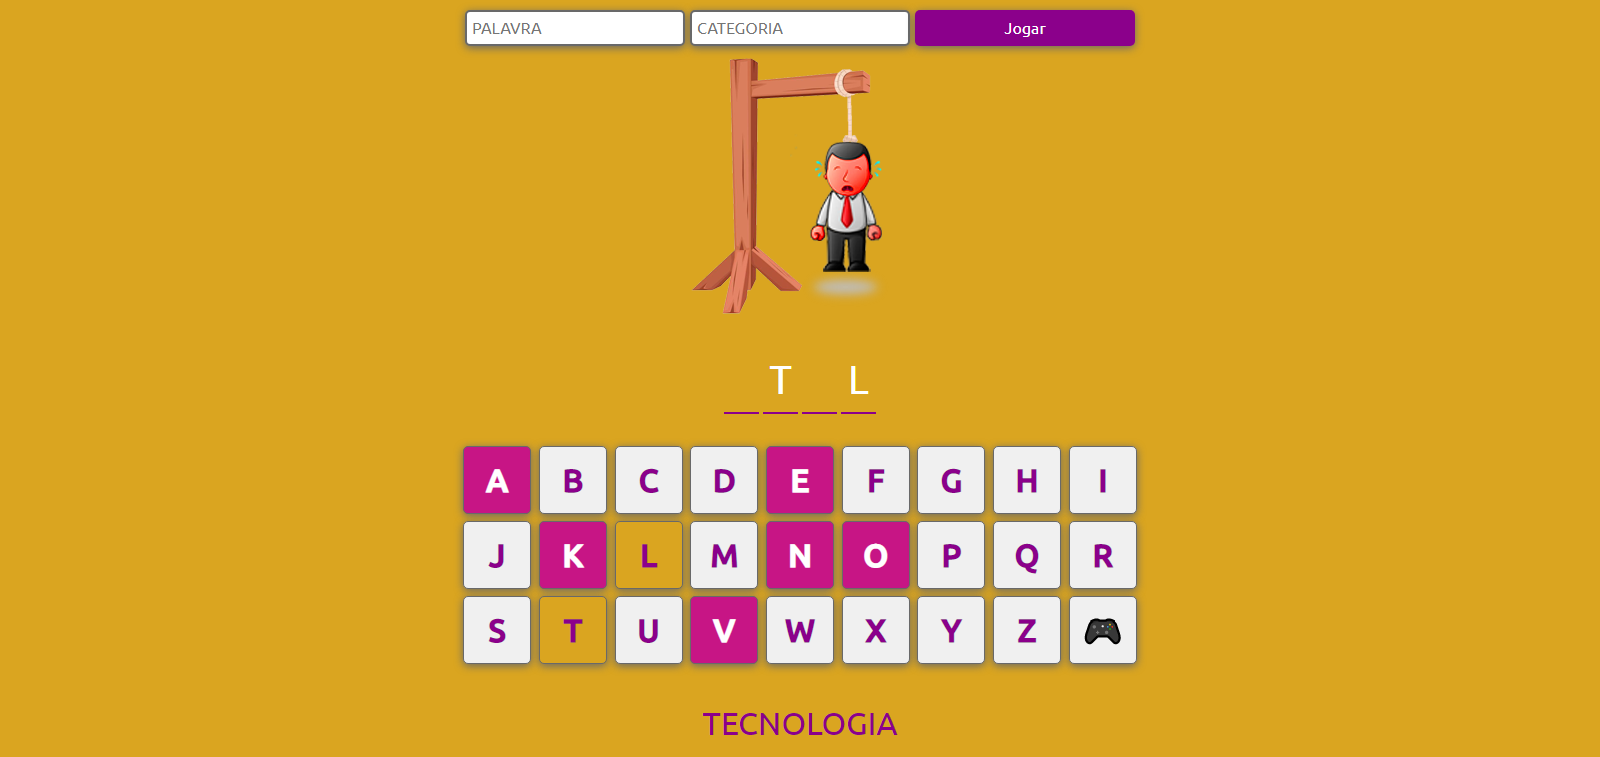 PALAVRA CATEGORIA Jogar
T L
A B C D E F G H I
J K L M N O P Q R
S T U V W X Y Z
TECNOLOGIA